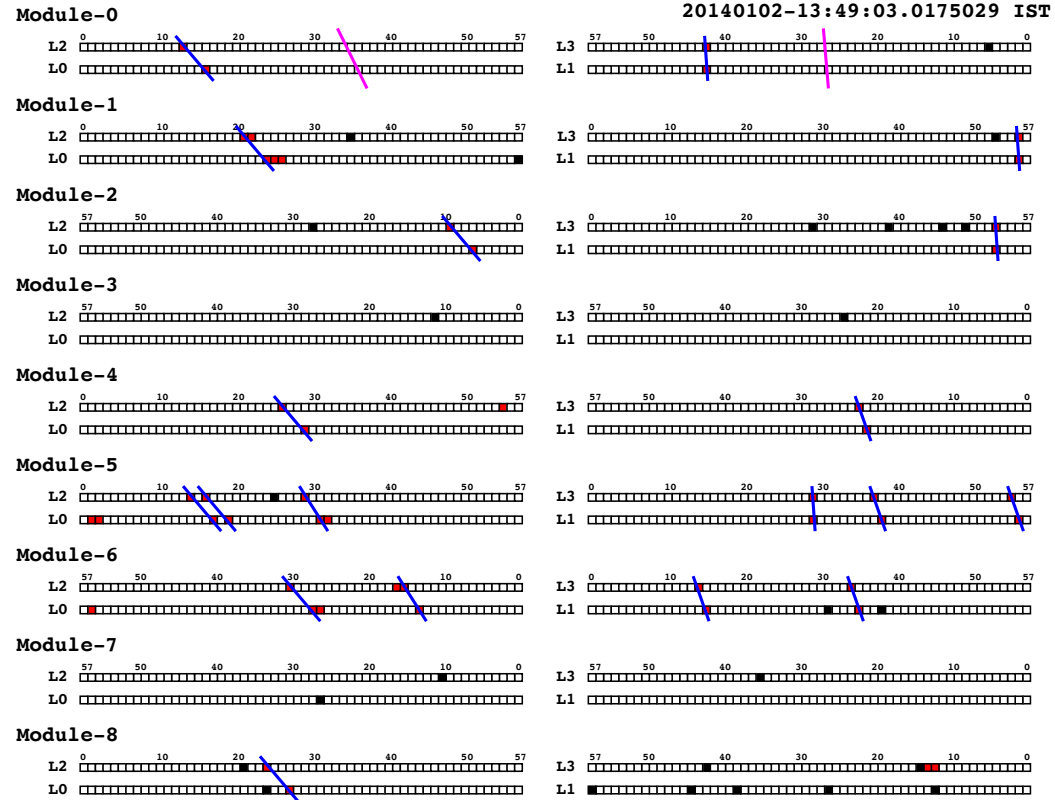 Module-0 20140102-13:49:03.0175029 IST
0 10 20 30 40 50 57 57 50 40 30 20 10 0
L2 L3
L0 L1
Module-1
0 10 20 30 40 50 57 0 10 20 30 40 50 57
L2 L3
L0 L1
Module-2
57 50 40 30 20 10 0 0 10 20 30 40 50 57
L2 L3
L0 L1
Module-3
57 50 40 30 20 10 0 57 50 40 30 20 10 0
L2 L3
L0 L1
Module-4
0 10 20 30 40 50 57 57 50 40 30 20 10 0
L2 L3
L0 L1
Module-5
0 10 20 30 40 50 57 0 10 20 30 40 50 57
L2 L3
L0 L1
Module-6
57 50 40 30 20 10 0 0 10 20 30 40 50 57
L2 L3
L0 L1
Module-7
57 50 40 30 20 10 0 57 50 40 30 20 10 0
L2 L3
L0 L1
Module-8
0 10 20 30 40 50 57 57 50 40 30 20 10 0
L2 L3
L0 L1